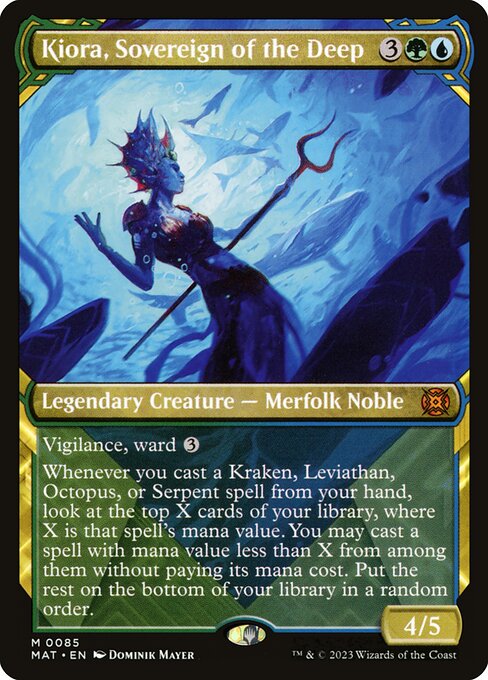 Kiora, Sovereign of the Deep 3
Legendary Creature — Merfolk Noble
Vigilance, ward 3
Whenever you cast a Kraken, Leviathan,
Octopus, or Serpent spell from your hand,
look at the top X cards of your library, where
X is that spell's mana value. You may cast a
spell with mana value less than X from among
them without paying its mana cost. Put the
rest on the bottom of your library in a random
order.
4/5
M 0085
MAT • EN Dominik Mayer
™ & © 2023 Wizards of the Coast